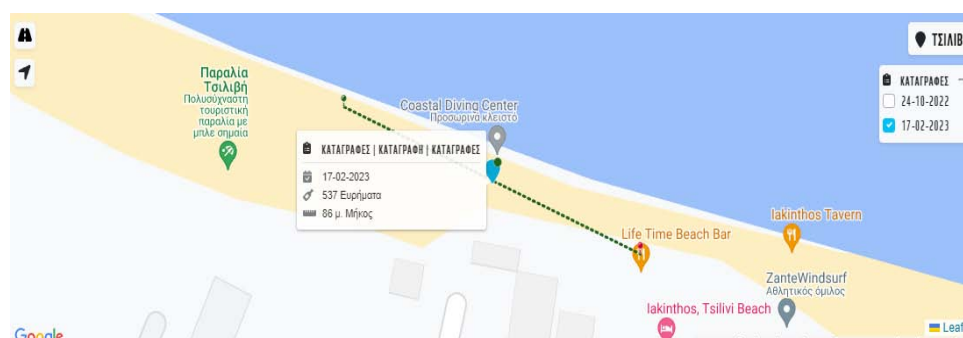 ΤΣΙΛΙΒ
ΚΑΤΑΓΡΑΦΕΣ
24-10-2022
17-02-2023
Παραλία
Τσιλιβή
Πολυσύχναστη
τουριστική
παραλία με
μπλε σημαία
Coastal Diving Center
Προσωρινά κλειστό
ΚΑΤΑΓΡΑΦΕΣ | ΚΑΤΑΓΡΑΦΗ | ΚΑΤΑΓΡΑΦΕΣ
17-02-2023
537 Ευρήματα
86 μ. Μήκος
Life Time Beach Bar
Iakinthos Tavern
ZanteWindsurf
Αθλητικός όμιλος
Iakinthos, Tsilivi Beach
Google
Leaf